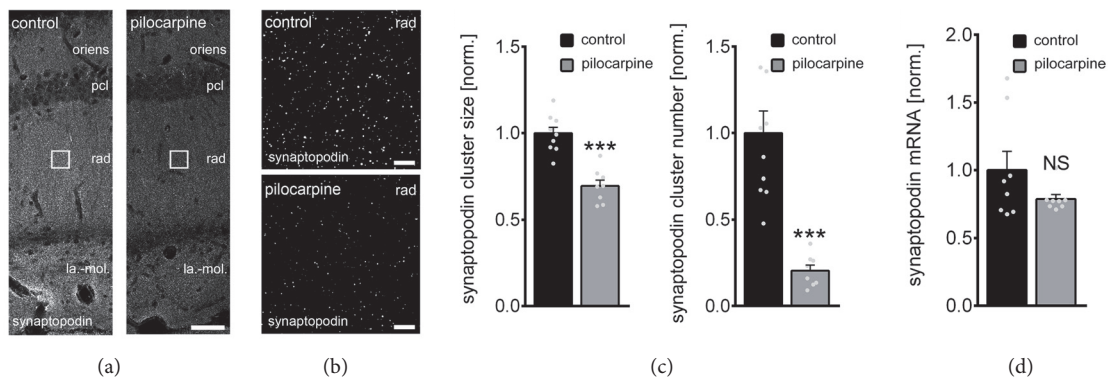 control
oriens
pcl
rad
la.-mol.
synaptopodin
pilocarpine
oriens
pcl
rad
la.-mol.
(a)
control
rad
synaptopodin
pilocarpine
rad
synaptopodin
(b)
synaptopodin cluster size [norm.]
1.5
1.0
0.5
0.0
control
pilocarpine
***
synaptopodin cluster number [norm.]
1.5
1.0
0.5
0.0
control
pilocarpine
***
(c)
synaptopodin mRNA [norm.]
2.0
1.5
1.0
0.5
0.0
control
pilocarpine
NS
(d)